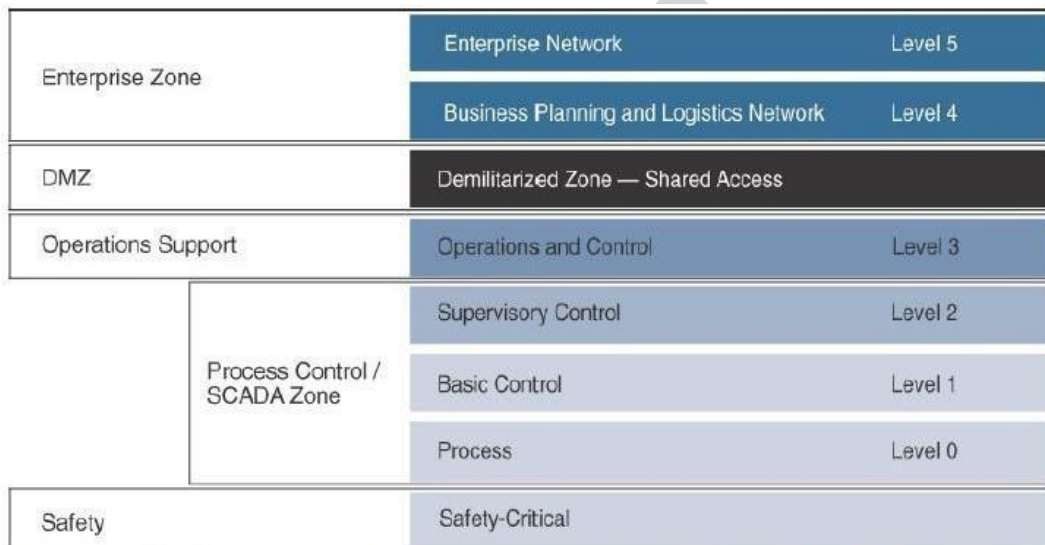 Enterprise Zone
Enterprise Network Level 5
Business Planning and Logistics Network Level 4
DMZ
Demilitarized Zone — Shared Access
Operations Support
Operations and Control Level 3
Process Control /
SCADA Zone
Supervisory Control Level 2
Basic Control Level 1
Process Level 0
Safety
Safety-Critical